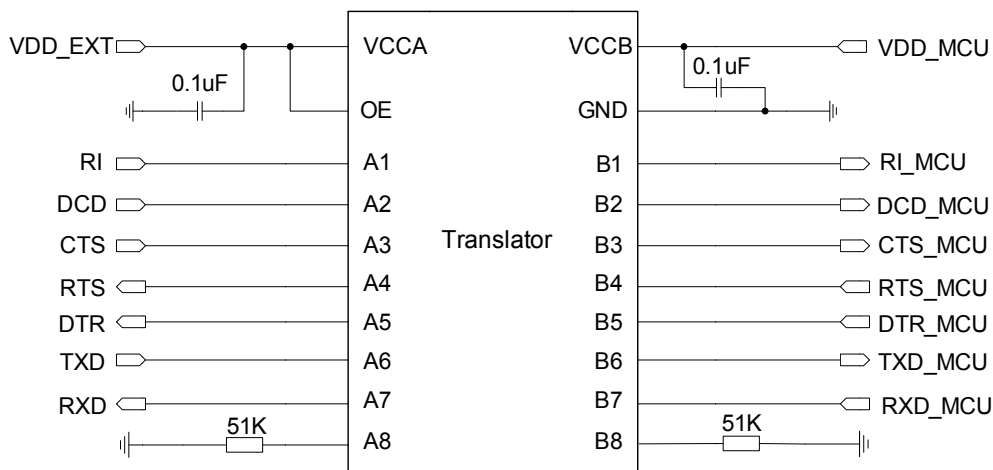 VDD_EXT VCCA VCCB VDD_MCU
0.1uF 0.1uF
OE GND
RI A1 B1 RI_MCU
DCD A2 B2 DCD_MCU
CTS A3 Translator B3 CTS_MCU
RTS A4 B4 RTS_MCU
DTR A5 B5 DTR_MCU
TXD A6 B6 TXD_MCU
RXD A7 B7 RXD_MCU
51K A8 B8 51K